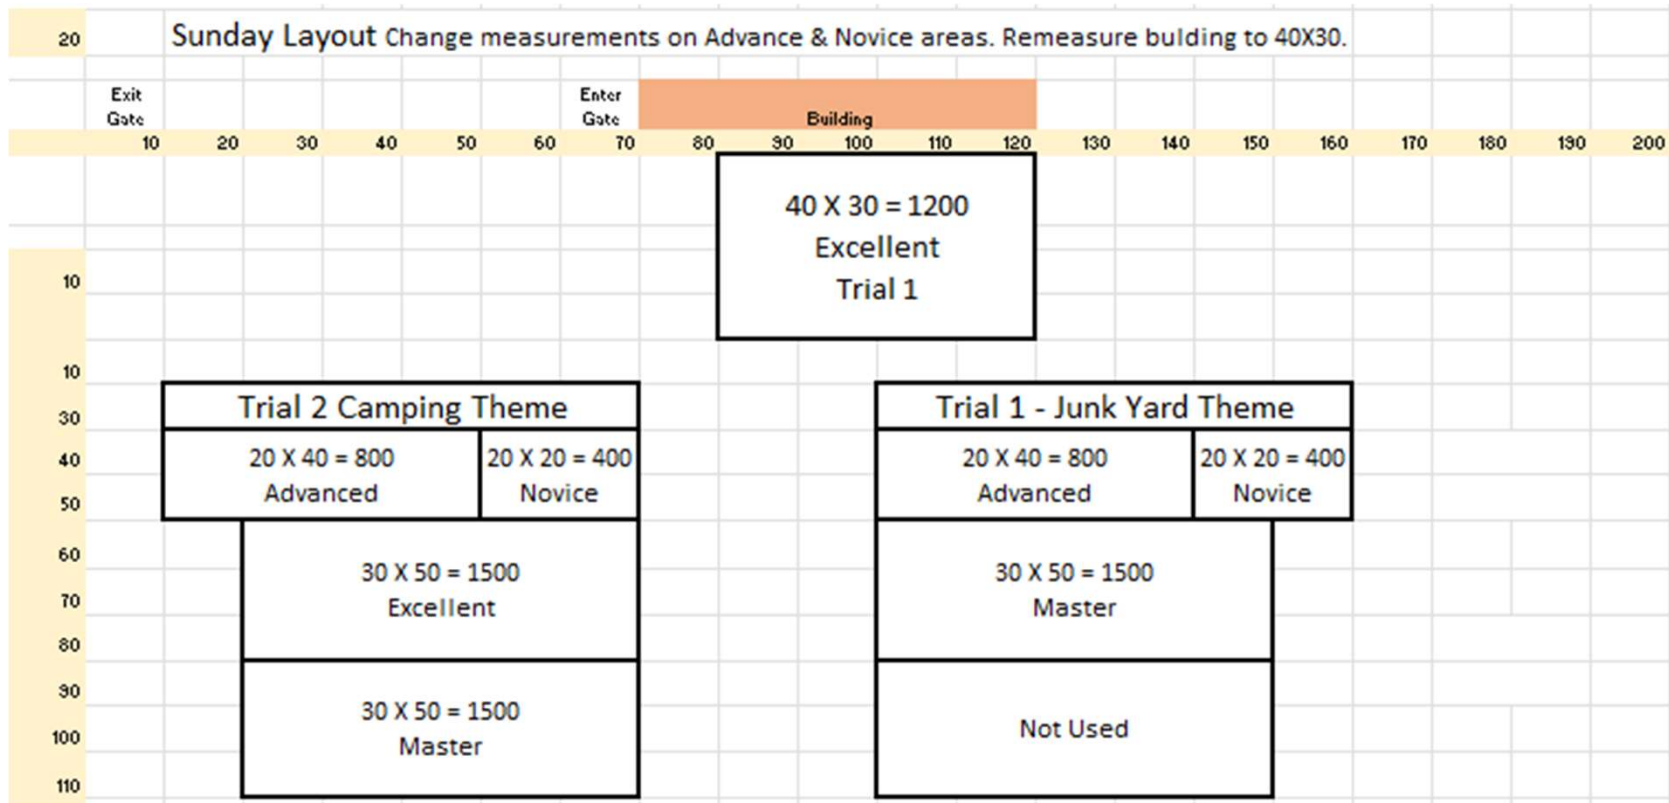 20 Sunday Layout Change measurements on Advance & Novice areas. Remeasure bulding to 40X30.
Exit Gate
Enter Gate
Building
10 20 30 40 50 60 70 80 90 100 110 120 130 140 150 160 170 180 190 200
40 X 30 = 1200
Excellent
10 Trial 1
10
30 Trial 2 Camping Theme Trial 1 - Junk Yard Theme
40 20 X 40 = 800 20 X 20 = 400 20 X 40 = 800 20 X 20 = 400
50 Advanced Novice Advanced Novice
60 30 X 50 = 1500 30 X 50 = 1500
70 Excellent Master
80
90 30 X 50 = 1500
100 Master Not Used
110